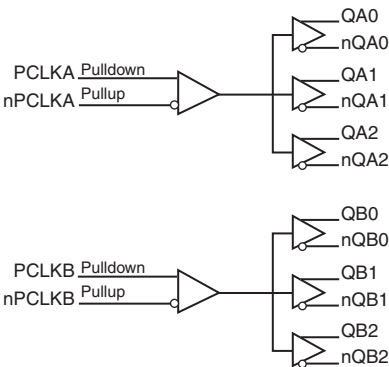 QA0
nQA0
PCLKA Pulldown
nPCLKA Pullup
QA1
nQA1
QA2
nQA2
QB0
nQB0
PCLKB Pulldown
nPCLKB Pullup
QB1
nQB1
QB2
nQB2